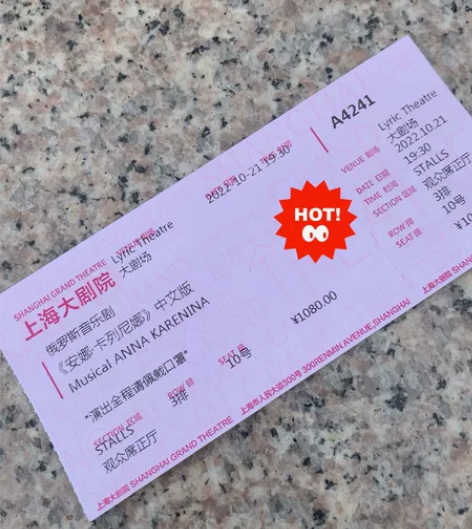 SHANGHAI GRAND THEATRE
上海大剧院
VENUE 剧场
Lyric Theatre
大剧场
2022-10-21 19:30
俄罗斯音乐剧
《安娜·卡列尼娜》中文版
Musical ANNA KARENINA
"演出全程请佩戴口罩"
¥1080.00
SECTION 区域
STALLS
观众席正厅
ROW 排
3排
SEAT 座
10号
上海大剧院 SHANGHAI GRAND THEATRE 上海市人民大道300号 300RENMIN AVENUE,SHANGHAI
HOT!
A4241
VENUE 剧场
Lyric Theatre
大剧场
DATE 日期
2022.10.21
TIME 时间
19:30
SECTION 区域
STALLS
观众席正厅
ROW 排
3排
SEAT 座
10号
上海大剧院